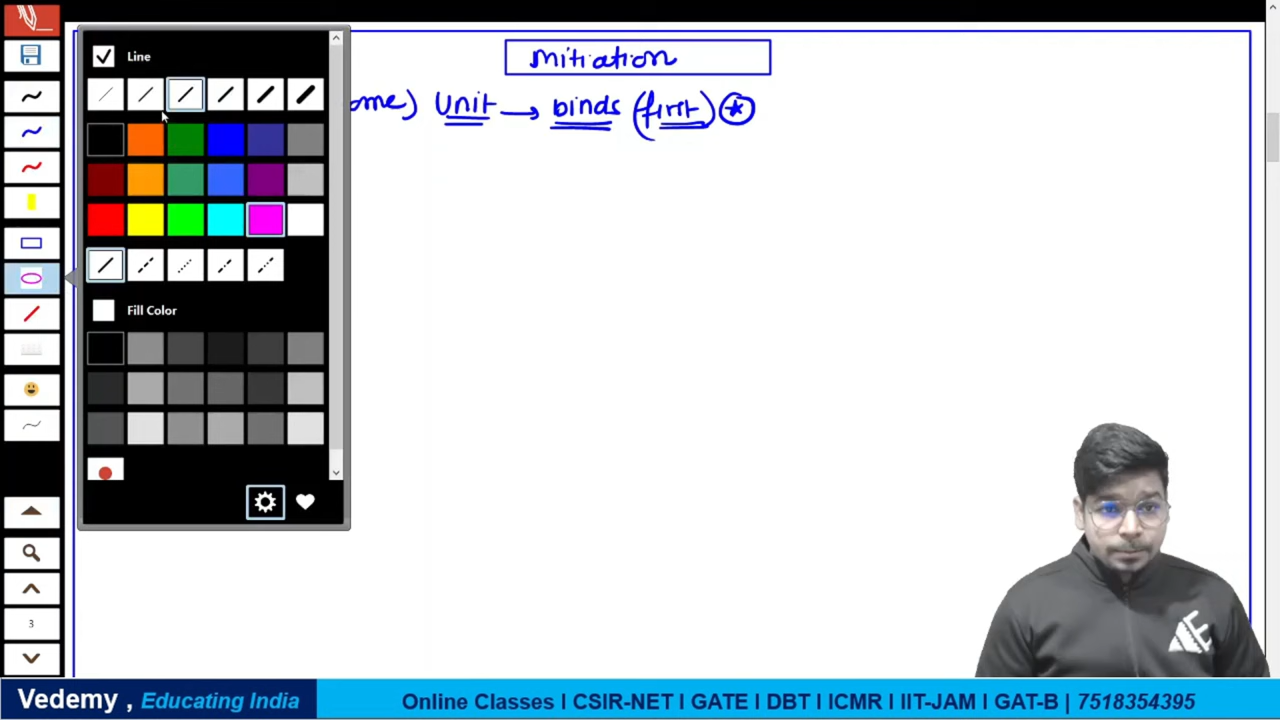 Initiation
ome) Unit → binds (first) ★
Line
Fill Color
3
Vedemy , Educating India
Online Classes I CSIR-NET I GATE I DBT I ICMR I IIT-JAM I GAT-B | 7518354395